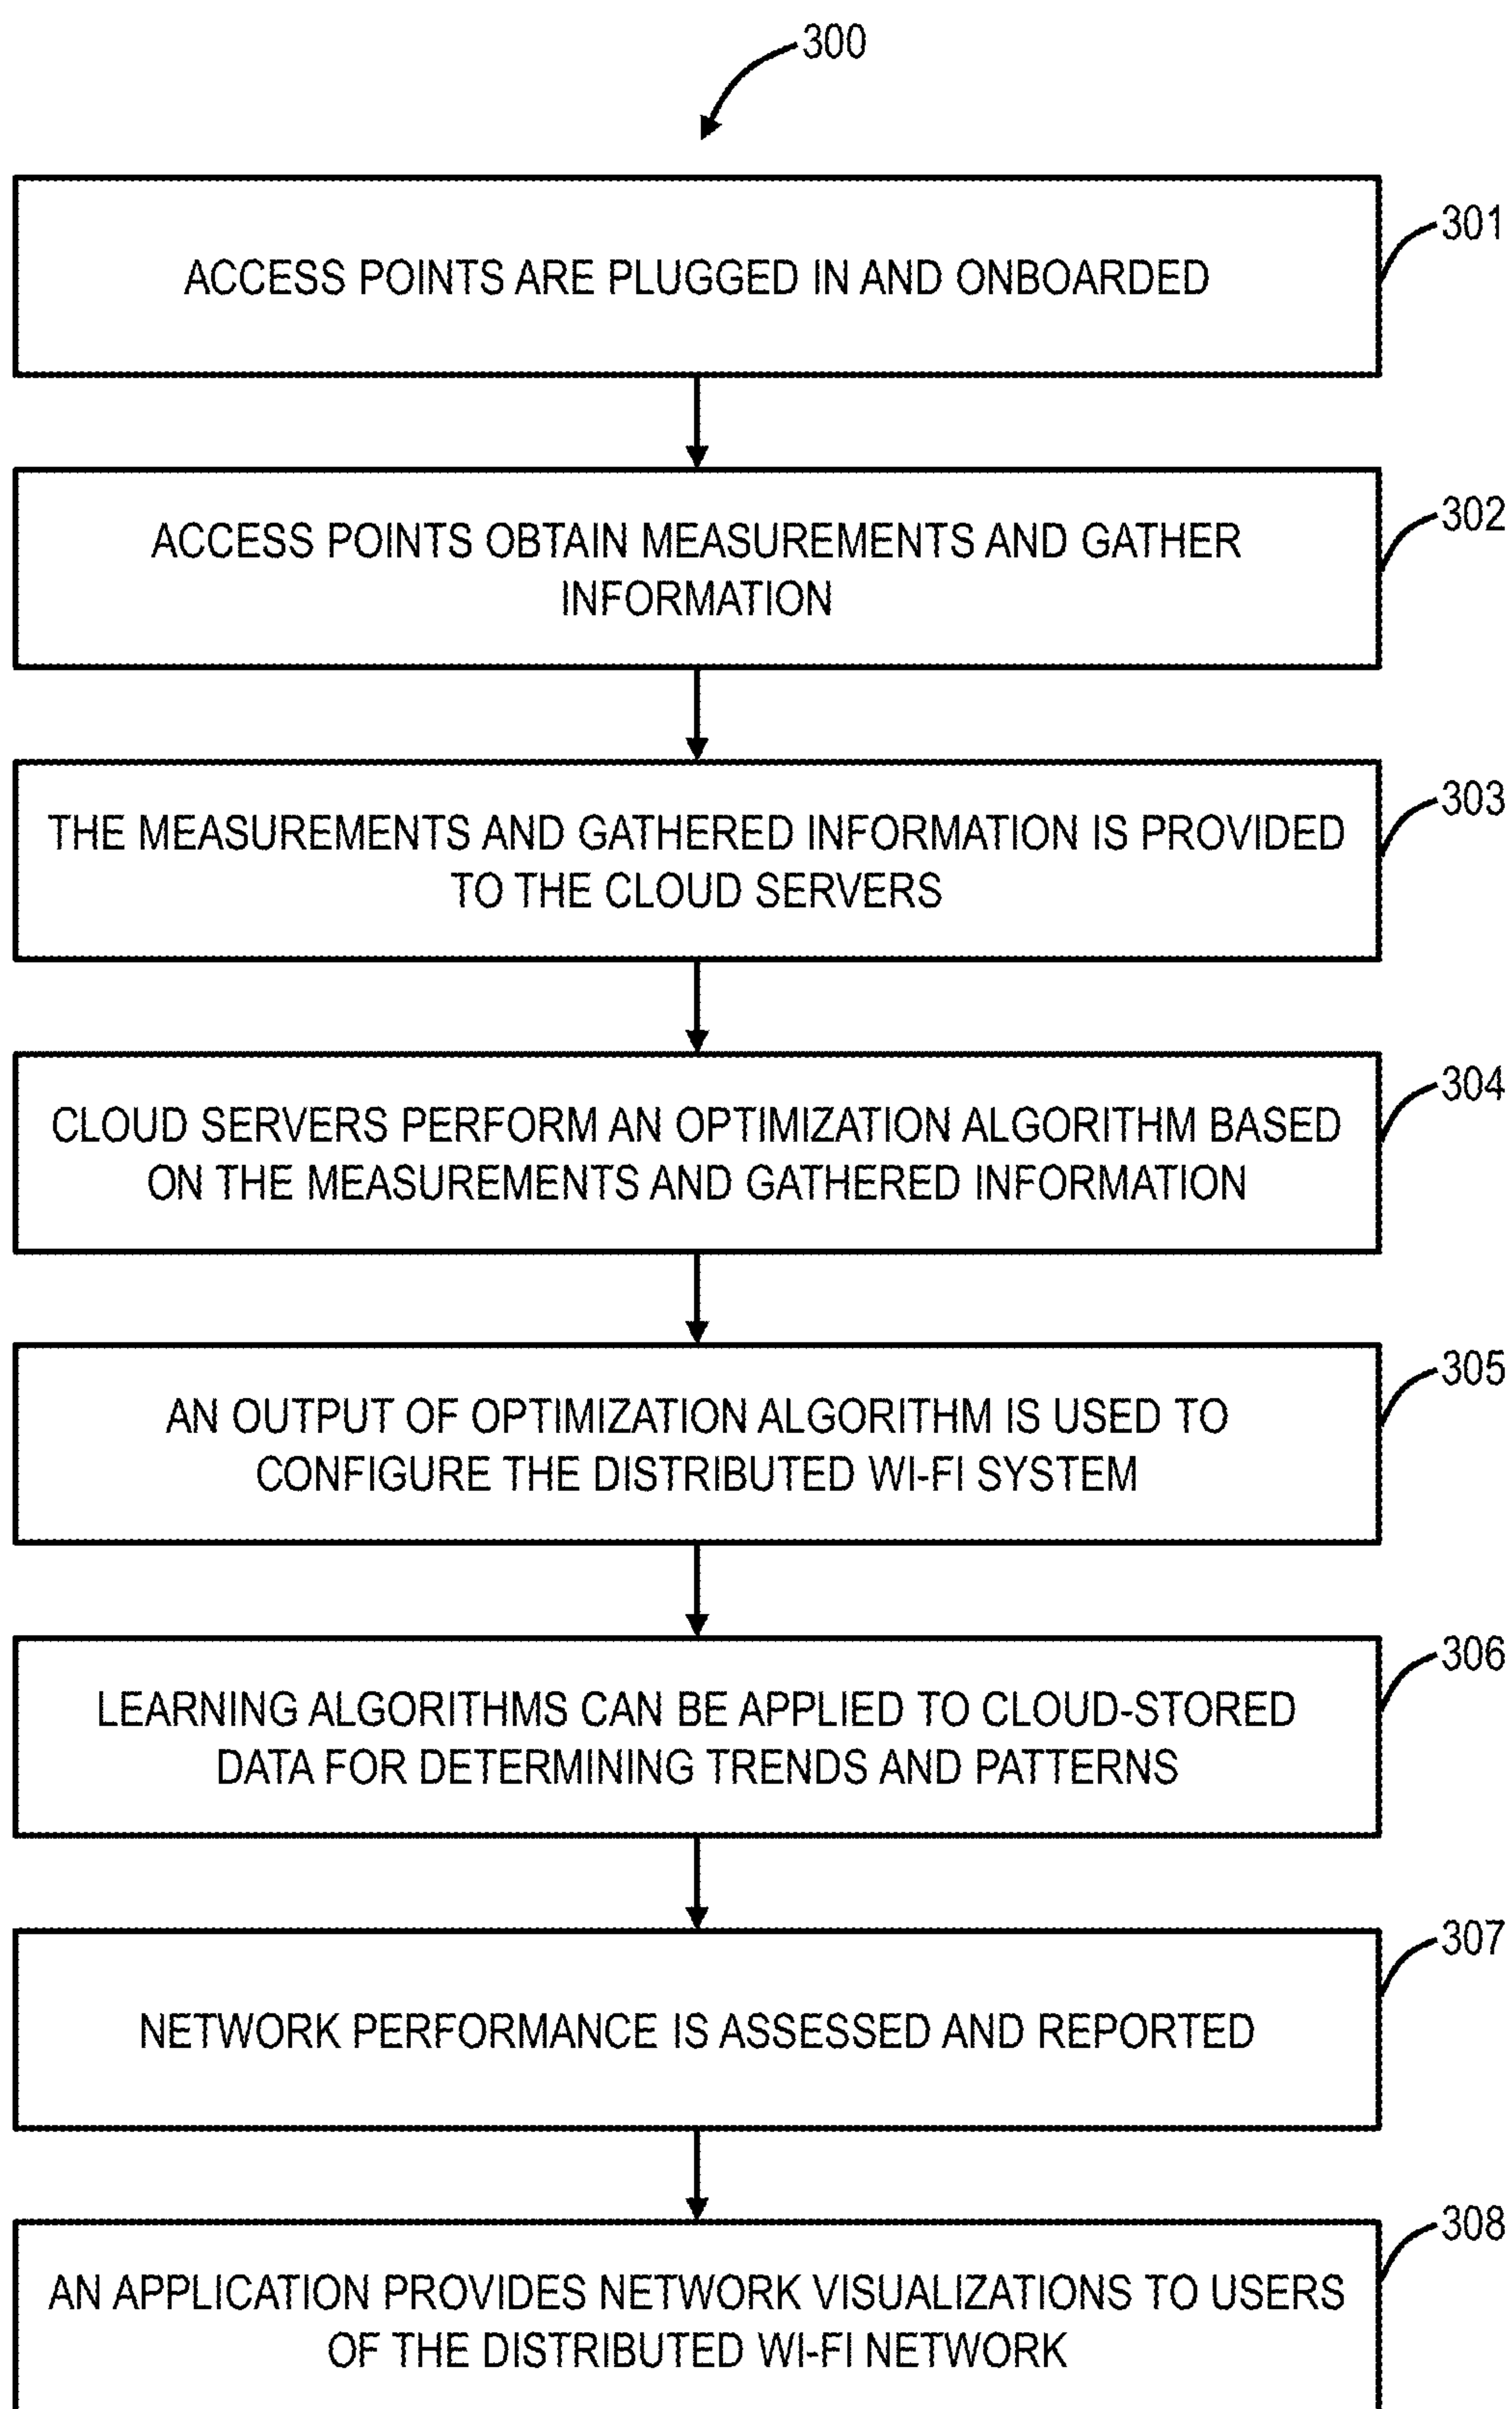 300
301
ACCESS POINTS ARE PLUGGED IN AND ONBOARDED
302
ACCESS POINTS OBTAIN MEASUREMENTS AND GATHER
INFORMATION
303
THE MEASUREMENTS AND GATHERED INFORMATION IS PROVIDED
TO THE CLOUD SERVERS
304
CLOUD SERVERS PERFORM AN OPTIMIZATION ALGORITHM BASED
ON THE MEASUREMENTS AND GATHERED INFORMATION
305
AN OUTPUT OF OPTIMIZATION ALGORITHM IS USED TO
CONFIGURE THE DISTRIBUTED WI-FI SYSTEM
306
LEARNING ALGORITHMS CAN BE APPLIED TO CLOUD-STORED
DATA FOR DETERMINING TRENDS AND PATTERNS
307
NETWORK PERFORMANCE IS ASSESSED AND REPORTED
308
AN APPLICATION PROVIDES NETWORK VISUALIZATIONS TO USERS
OF THE DISTRIBUTED WI-FI NETWORK